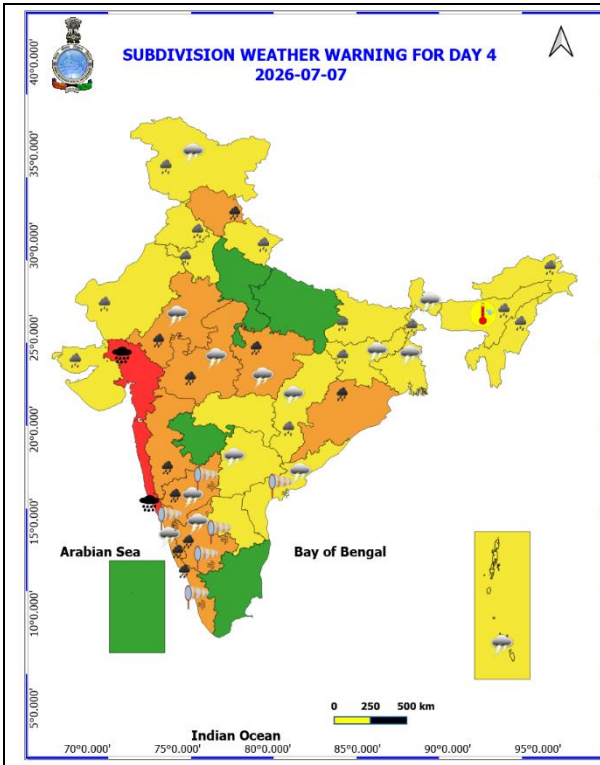 SUBDIVISION WEATHER WARNING FOR DAY 4
2026-07-07
40°0.000'
35°0.000'
30°0.000'
25°0.000'
20°0.000'
15°0.000'
10°0.000'
5°0.000'
Arabian Sea
Bay of Bengal
0 250 500 km
Indian Ocean
70°0.000' 75°0.000' 80°0.000' 85°0.000' 90°0.000' 95°0.000'